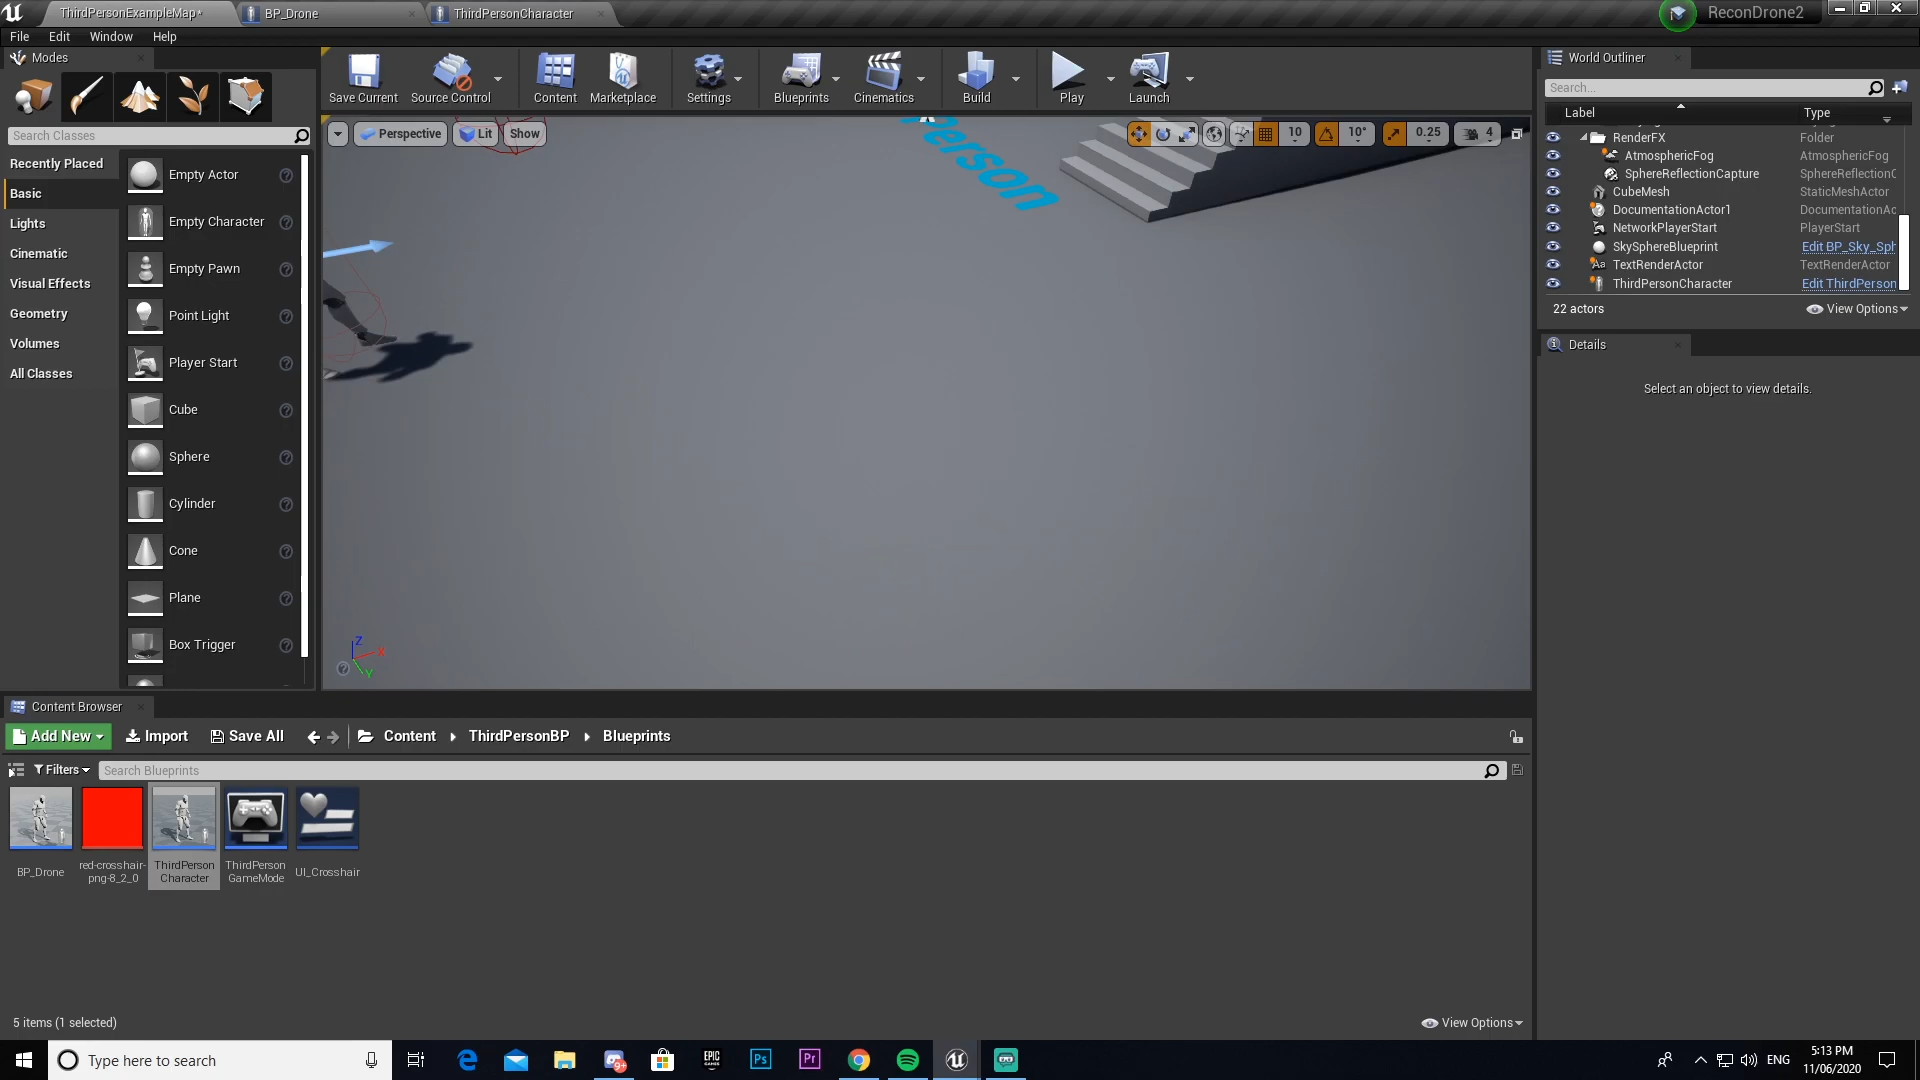 ThirdPersonExampleMap*
BP_Drone
ThirdPersonCharacter
ReconDrone2
File Edit Window Help
Modes
Save Current
Source Control
Content
Marketplace
Settings
Blueprints
Cinematics
Build
Play
Launch
World Outliner
Search...
Label
Type
Search Classes
Perspective
Lit
Show
10
10°
0.25
4
Recently Placed
Basic
Lights
Cinematic
Visual Effects
Geometry
Volumes
All Classes
Empty Actor
Empty Character
Empty Pawn
Point Light
Player Start
Cube
Sphere
Cylinder
Cone
Plane
Box Trigger
Person
Z
X
Y
RenderFX Folder
AtmosphericFog AtmosphericFog
SphereReflectionCapture SphereReflectionC
CubeMesh StaticMeshActor
DocumentationActor1 DocumentationAc
NetworkPlayerStart PlayerStart
SkySphereBlueprint Edit BP_Sky_Sph
Aa TextRenderActor TextRenderActor
ThirdPersonCharacter Edit ThirdPerson
22 actors
View Options
Details
Select an object to view details.
Content Browser
Add New
Import
Save All
Content
ThirdPersonBP
Blueprints
Filters
Search Blueprints
BP_Drone
red-crosshair-
png-8_2_0
ThirdPerson
Character
ThirdPerson
GameMode
UI_Crosshair
5 items (1 selected)
View Options
Type here to search
9+
EPIC
GAMES
Ps
Pr
ENG
5:13 PM
11/06/2020